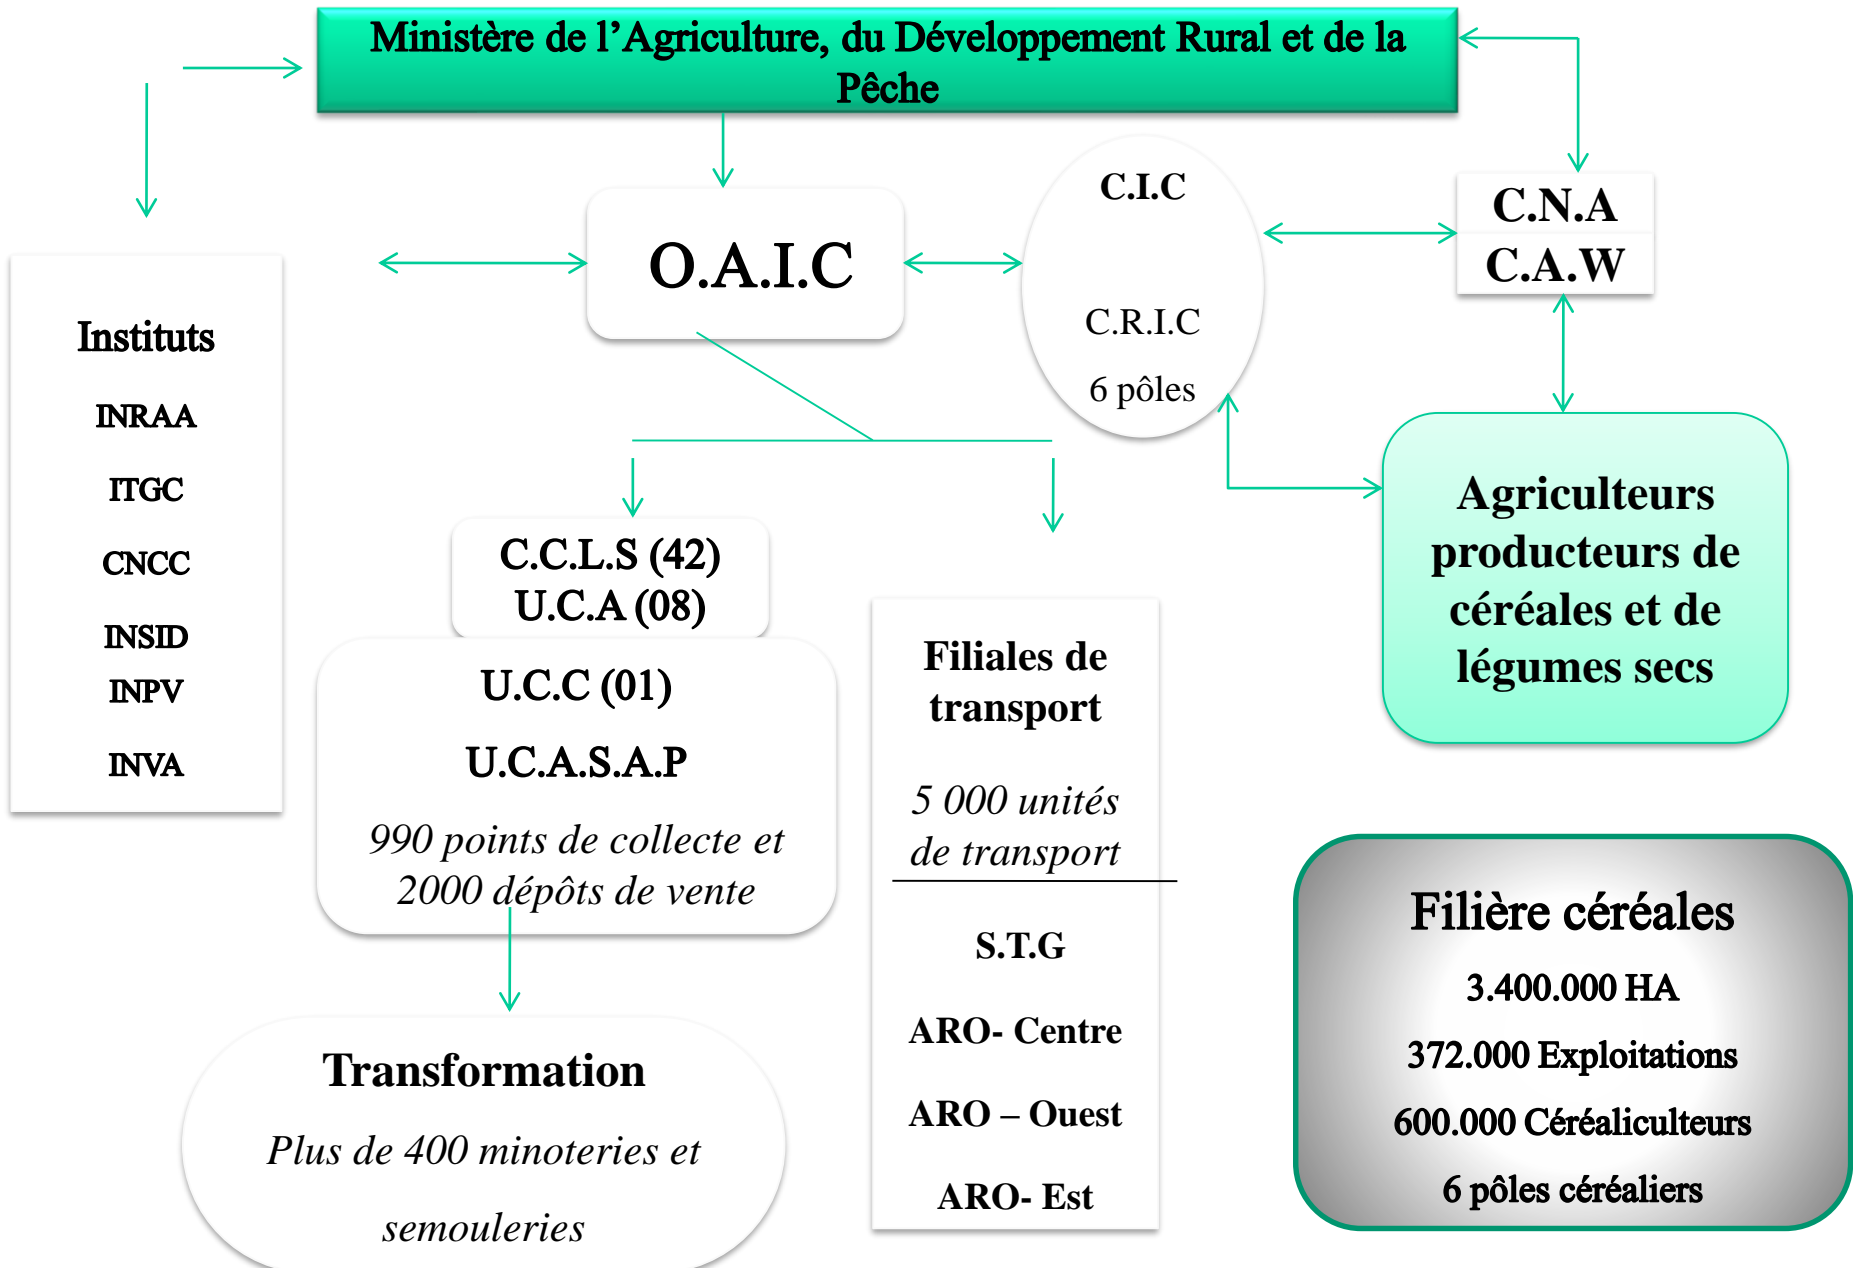 Ministère de l’Agriculture, du Développement Rural et de la
Pêche
O.A.I.C
C.I.C
C.R.I.C
6 pôles
C.N.A
C.A.W
Instituts
INRAA
ITGC
CNCC
INSID
INPV
INVA
C.C.L.S (42)
U.C.A (08)
U.C.C (01)
U.C.A.S.A.P
990 points de collecte et
2000 dépôts de vente
Filiales de
transport
5 000 unités
de transport
S.T.G
ARO- Centre
ARO – Ouest
ARO- Est
Agriculteurs
producteurs de
céréales et de
légumes secs
Transformation
Plus de 400 minoteries et
semouleries
Filière céréales
3.400.000 HA
372.000 Exploitations
600.000 Céréaliculteurs
6 pôles céréaliers